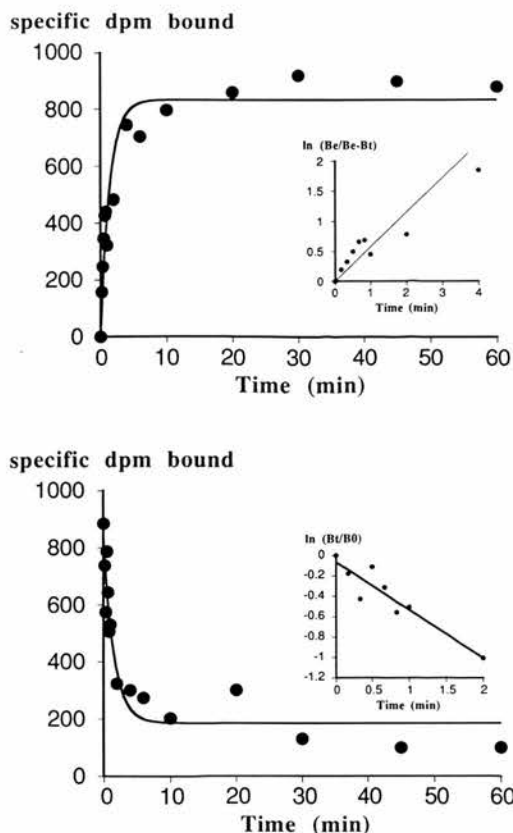 specific dpm bound
1000
800
600
400
200
0
0 10 20 30 40 50 60
Time (min)
ln (Be/Be-Bt)
2
1.5
1
0.5
0
0 1 2 3 4
Time (min)
specific dpm bound
1000
800
600
400
200
0
0 10 20 30 40 50 60
Time (min)
ln (Bt/B0)
0
-0.2
-0.4
-0.6
-0.8
-1
-1.2
0 0.5 1 1.5 2
Time (min)